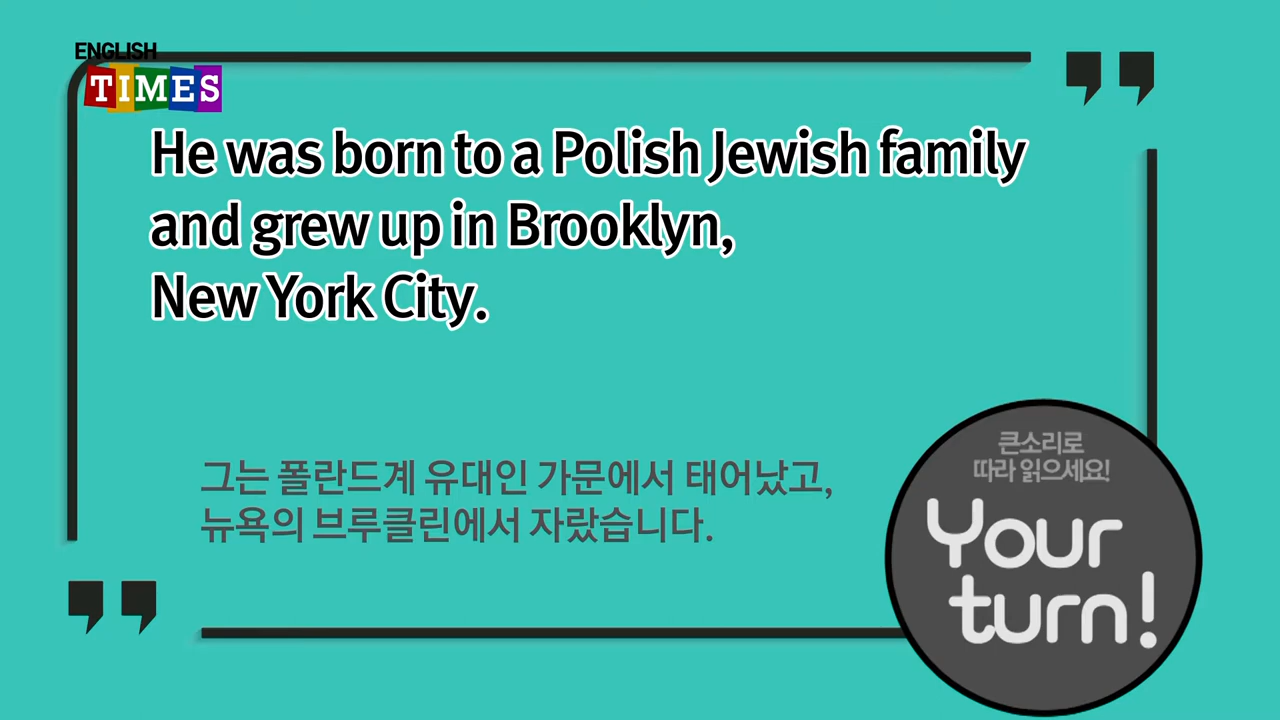 ENGLISH
TIMES
He was born to a Polish Jewish family
and grew up in Brooklyn,
New York City.
그는 폴란드계 유대인 가문에서 태어났고,
뉴욕의 브루클린에서 자랐습니다.
큰소리로
따라 읽으세요!
Your
turn!